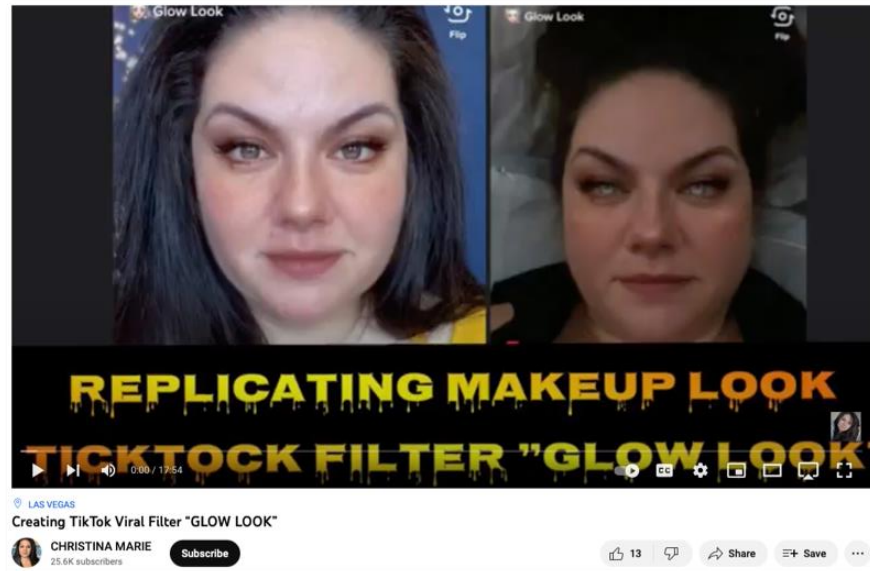 Glow Look
Flip
Glow Look
Flip
REPLICATING MAKEUP LOOK
TICKTOCK FILTER "GLOW LOOK"
0:00 / 17:54
CC
LAS VEGAS
Creating TikTok Viral Filter "GLOW LOOK"
CHRISTINA MARIE
25.6K subscribers
Subscribe
13
Share
Save